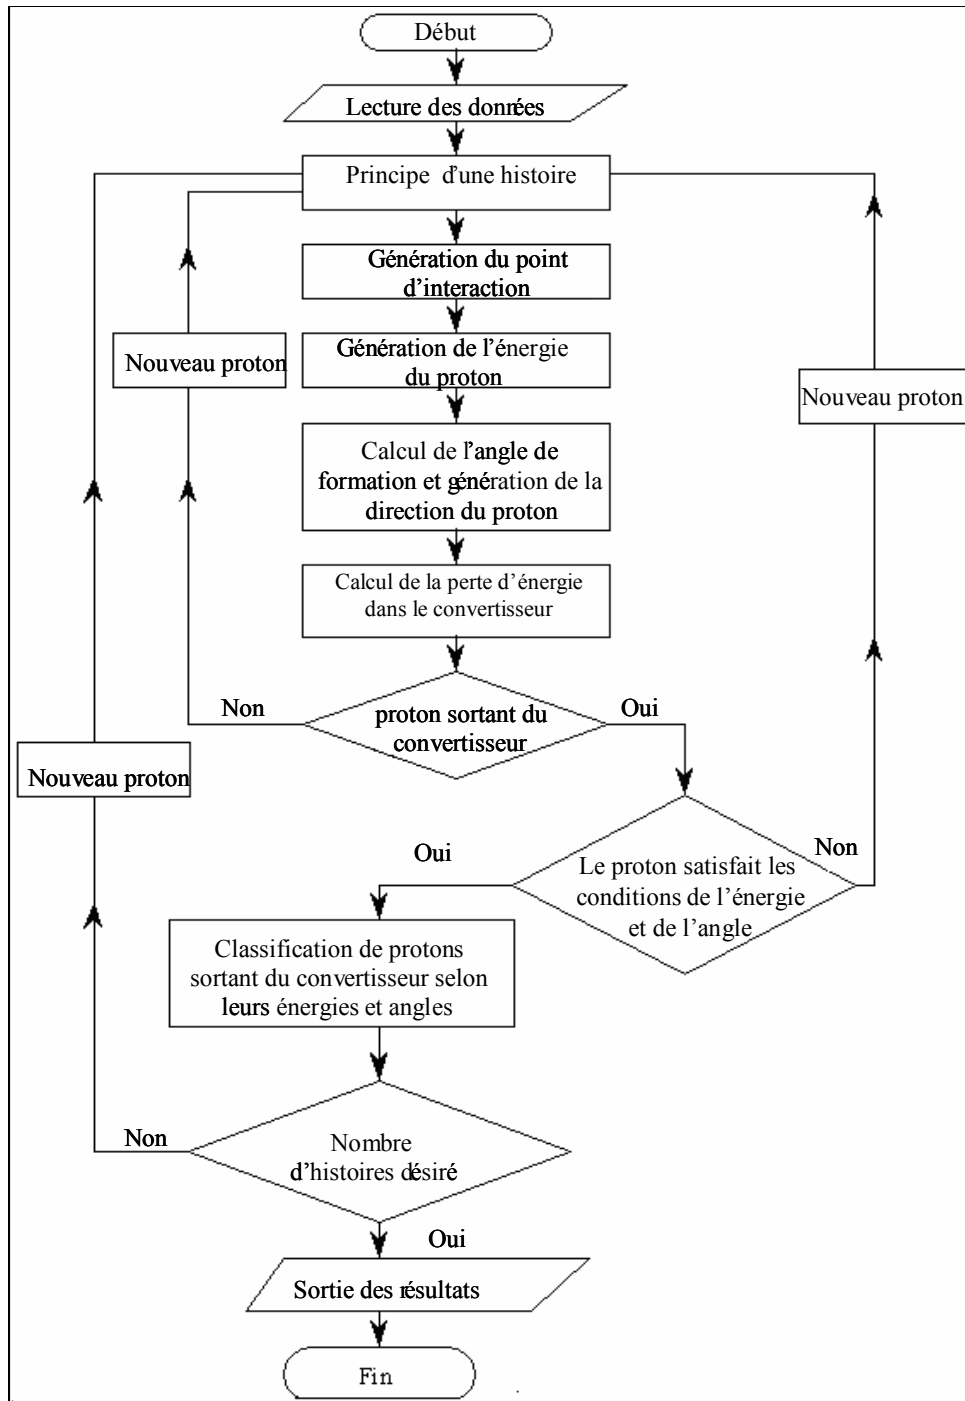 Début
Lecture des données
Principe d'une histoire
Génération du point
d'interaction
Génération de l'énergie
du proton
Nouveau proton
Nouveau proton
Calcul de l'angle de
formation et génération de la
direction du proton
Calcul de la perte d'énergie
dans le convertisseur
Non
proton sortant du
convertisseur
Oui
Nouveau proton
Oui
Non
Le proton satisfait les
conditions de l'énergie
et de l'angle
Classification de protons
sortant du convertisseur selon
leurs énergies et angles
Non
Nombre
d'histoires désiré
Oui
Sortie des résultats
Fin